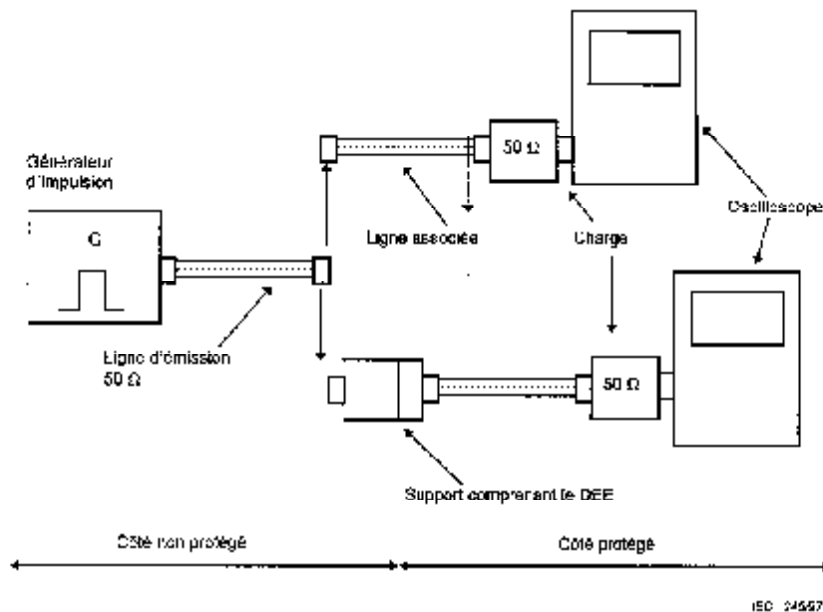 Générateur
d'Impulsion
G
50 Ω
Oscilloscope
Ligne associée
Charge
Ligne d'émission
50 Ω
50 Ω
Support comprenant le DEE
Côté non protégé
Côté protégé